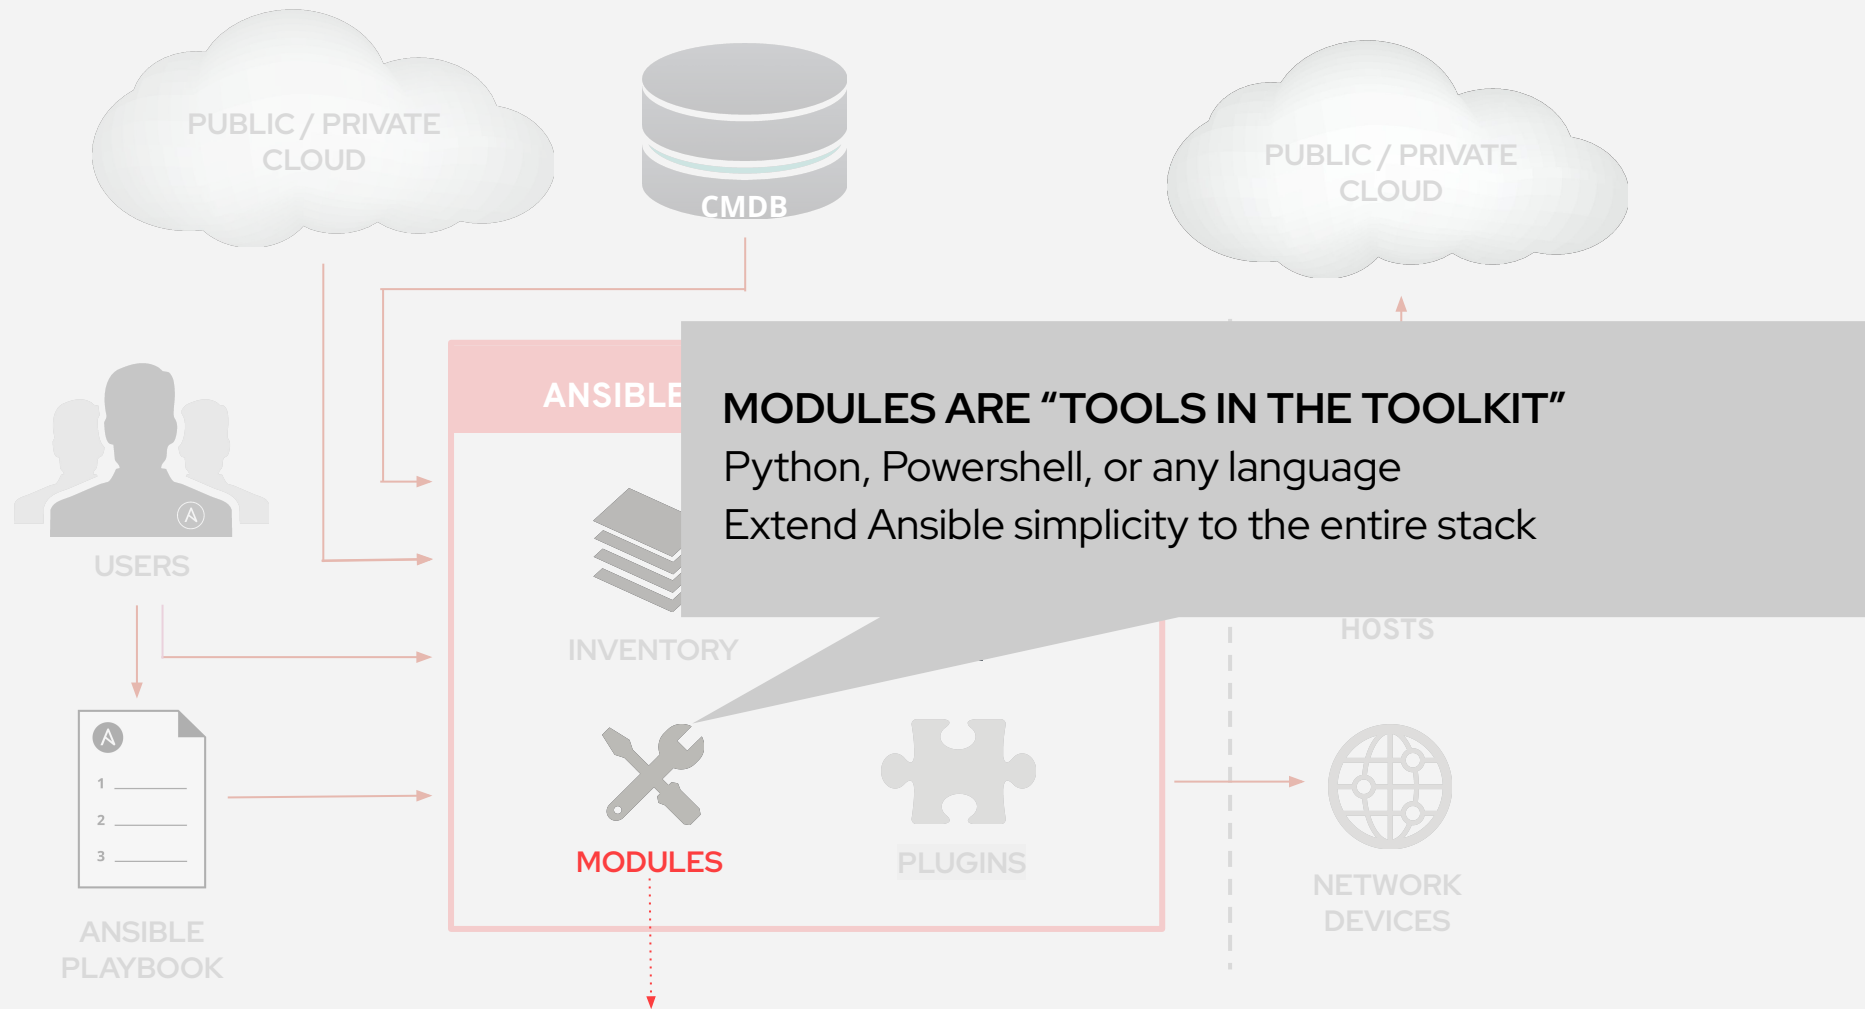 PUBLIC / PRIVATE
CLOUD
CMDB
PUBLIC / PRIVATE
CLOUD
ANSIBLE
MODULES ARE “TOOLS IN THE TOOLKIT”
Python, Powershell, or any language
Extend Ansible simplicity to the entire stack
USERS
INVENTORY
HOSTS
1
2
3
MODULES
PLUGINS
NETWORK
DEVICES
ANSIBLE
PLAYBOOK